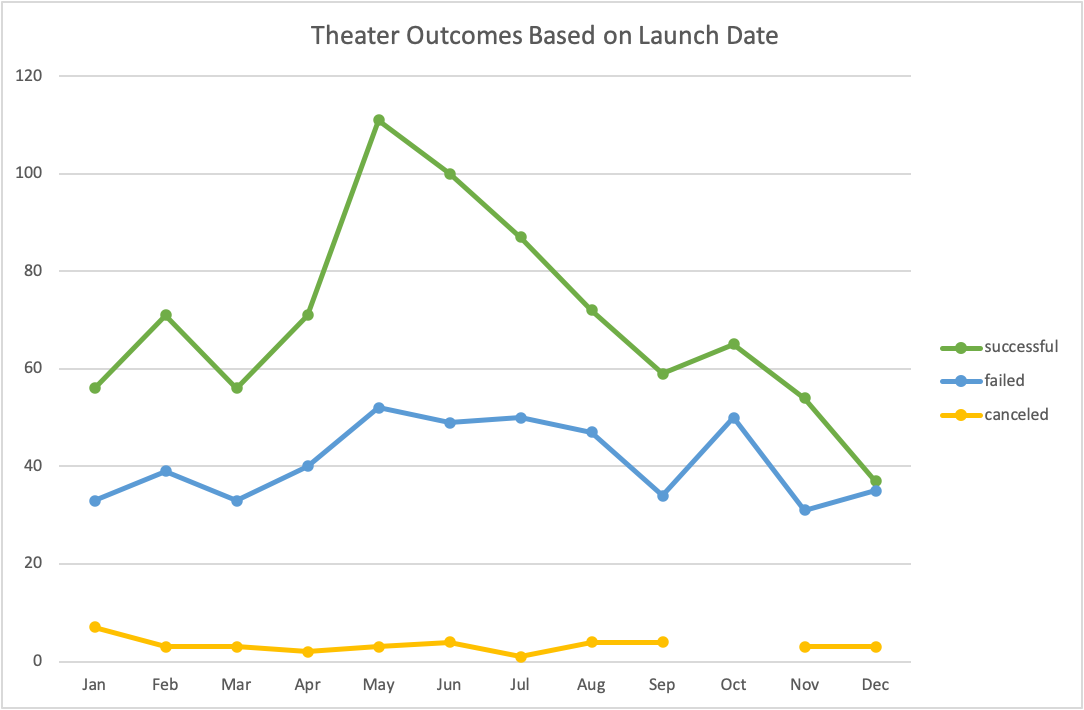 Theater Outcomes Based on Launch Date
120
100
80
60
40
20
0
Jan Feb Mar Apr May Jun Jul Aug Sep Oct Nov Dec
successful
failed
canceled